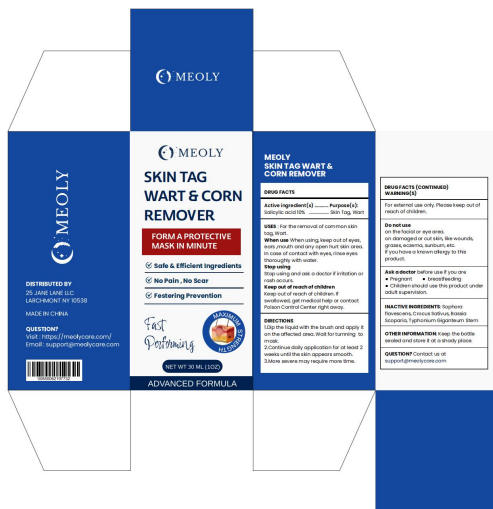 MEOLY
MEOLY
SKIN TAG
WART & CORN
REMOVER
FORM A PROTECTIVE
MASK IN MINUTE
Safe & Efficient Ingredients
No Pain , No Scar
Fostering Prevention
Fast
Performing
MAXIMUM
STRENGTH
NET WT 30 ML (1OZ)
ADVANCED FORMULA
MEOLY
DISTRIBUTED BY
25 JANE LANE LLC
LARCHMONT NY 10538
MADE IN CHINA
QUESTION?
Visit : https://meolycare.com/
Email : support@meolycare.com
MEOLY
SKIN TAG WART &
CORN REMOVER
DRUG FACTS
Active ingredient(s) ......... Purpose(s):
Salicylic acid 10% ............... Skin Tag, Wart
USES : For the removal of common skin
tag, Wart.
When use When using, keep out of eyes,
ears ,mouth and any open hurt skin area.
In case of contact with eyes, rinse eyes
thoroughly with water.
Stop using
Stop using and ask a doctor if irritation or
rash occurs.
Keep out of reach of children
Keep out of reach of children. If
swallowed, get medical help or contact
Poison Control Center right away.
DIRECTIONS
1.Dip the liquid with the brush and apply it
on the affected area. Wait for turnning to
mask.
2.Continue daily application for at least 2
weeks until the skin appears smooth.
3.More severe may require more time.
DRUG FACTS (CONTINUED)
WARNING(S)
For external use only. Please keep out of
reach of children.
Do not use
on the facial or eye area.
on damaged or cut skin, like wounds,
grasses, eczema, sunburn, etc.
If you have a known allergy to this
product.
Ask a doctor before use if you are
● Pregnant ● breastfeeding
● Children should use this product under
adult supervision.
INACTIVE INGREDIENTS: Sophora
flavescens, Crocus Sativus, Bassia
Scoparia, Typhonium Giganteum Stem
OTHER INFORMATION: Keep the bottle
sealed and store it at a shady place.
QUESTION? Contact us at
support@meolycare.com